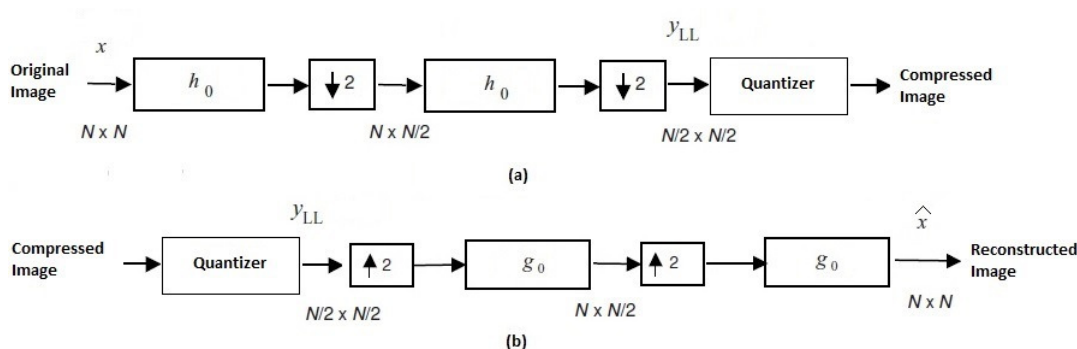 x
y_LL
Original Image
h_0
↓ 2
h_0
↓ 2
Quantizer
Compressed Image
N x N
N x N/2
N/2 x N/2
(a)
y_LL
x̂
Compressed Image
Quantizer
↑ 2
g_0
↑ 2
g_0
Reconstructed Image
N/2 x N/2
N x N/2
N x N
(b)